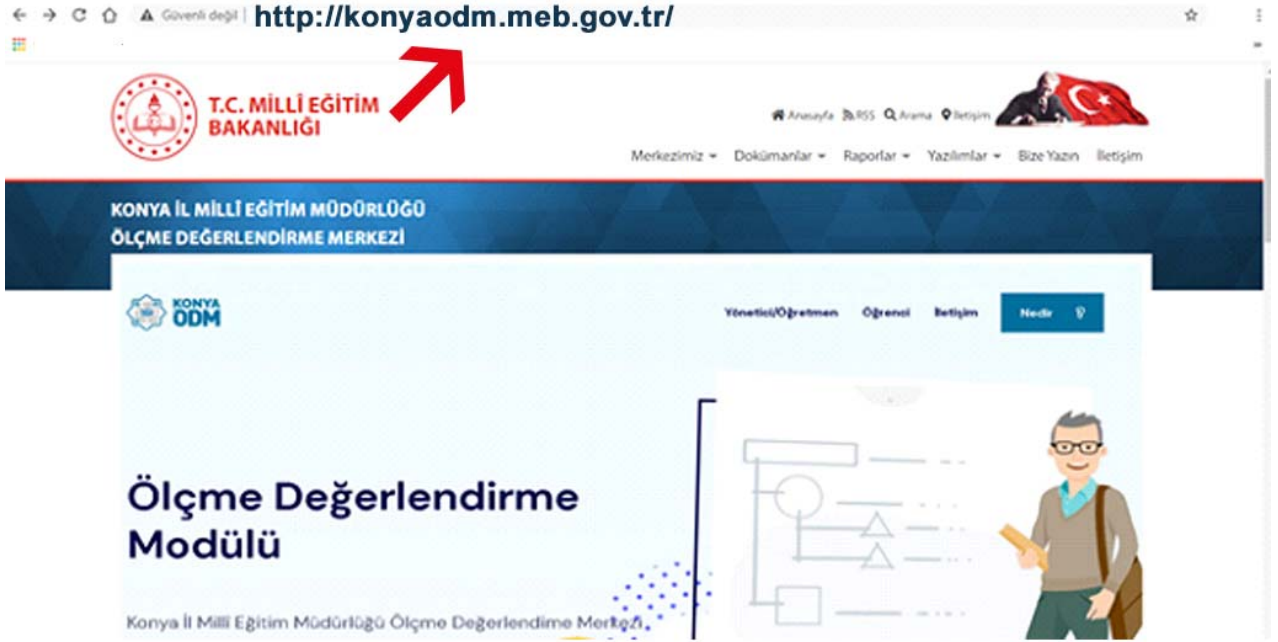 Güvenli değil | http://konyaodm.meb.gov.tr/
T.C. MİLLÎ EĞİTİM
BAKANLIĞI
Anasayfa RSS Arama İletişim
Merkezimiz Dokümanlar Raporlar Yazılımlar Bize Yazın İletişim
KONYA İL MİLLÎ EĞİTİM MÜDÜRLÜĞÜ
ÖLÇME DEĞERLENDİRME MERKEZİ
KONYA
ODM
Yönetici/Öğretmen Öğrenci İletişim Nedir
Ölçme Değerlendirme
Modülü
Konya İl Millî Eğitim Müdürlüğü Ölçme Değerlendime Merkezi,